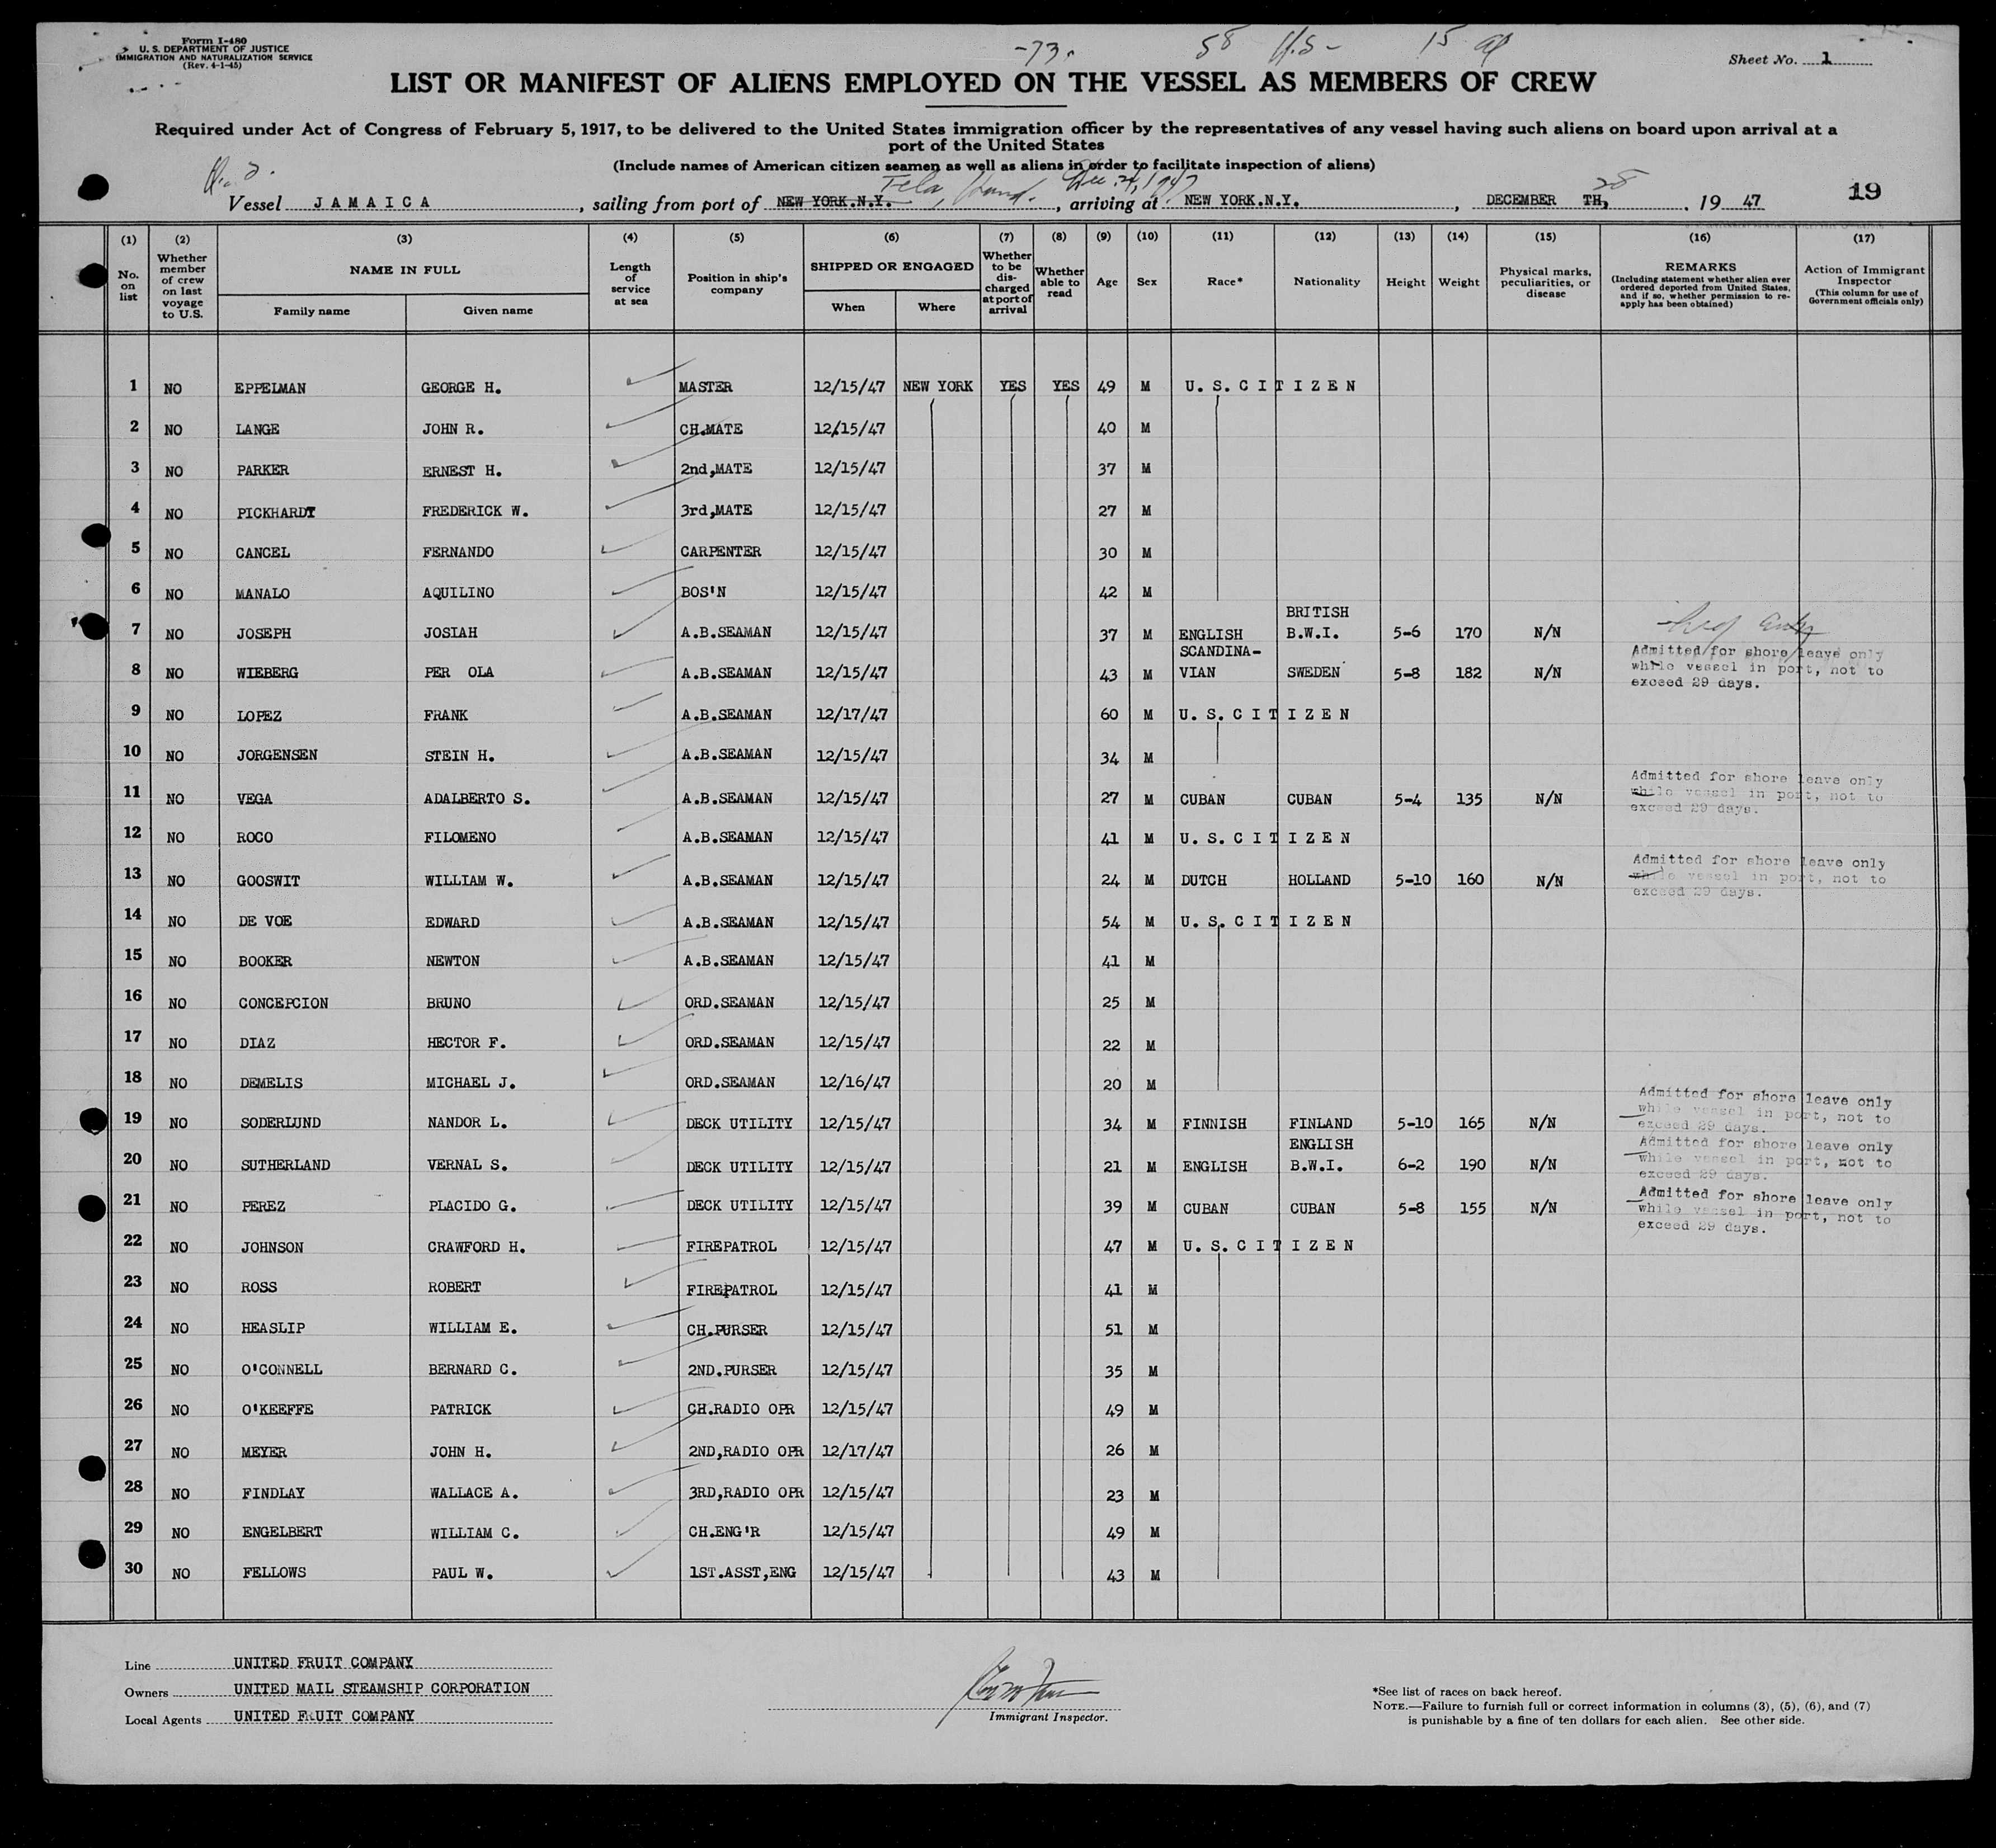 Form I-480
U. S. DEPARTMENT OF JUSTICE
IMMIGRATION AND NATURALIZATION SERVICE
(Rev. 4-1-45)
-73- 58 U.S- 15 al
Sheet No. 1
LIST OR MANIFEST OF ALIENS EMPLOYED ON THE VESSEL AS MEMBERS OF CREW
Required under Act of Congress of February 5, 1917, to be delivered to the United States immigration officer by the representatives of any vessel having such aliens on board upon arrival at a
port of the United States
(Include names of American citizen seamen as well as aliens in order to facilitate inspection of aliens)
Tela, Hond. Dec. 24, 1947 28
Vessel JAMAICA, sailing from port of NEW YORK.N.Y., arriving at NEW YORK.N.Y., DECEMBER TH, 19 47 19
(1) (2) (3) (4) (5) (6) (7) (8) (9) (10) (11) (12) (13) (14) (15) (16) (17)
No. on list
Whether member of crew on last voyage to U.S.
NAME IN FULL
Family name Given name
Length of service at sea
Position in ship's company
SHIPPED OR ENGAGED
When Where
Whether to be discharged at port of arrival
Whether able to read
Age Sex Race* Nationality Height Weight
Physical marks, peculiarities, or disease
REMARKS
(Including statement whether alien ever ordered deported from United States, and if so, whether permission to reapply has been obtained)
Action of Immigrant Inspector
(This column for use of Government officials only)
1 NO EPPELMAN GEORGE H. MASTER 12/15/47 NEW YORK YES YES 49 M U.S.CITIZEN
2 NO LANGE JOHN R. CH.MATE 12/15/47 40 M
3 NO PARKER ERNEST H. 2nd,MATE 12/15/47 37 M
4 NO PICKHARDT FREDERICK W. 3rd,MATE 12/15/47 27 M
5 NO CANCEL FERNANDO CARPENTER 12/15/47 30 M
6 NO MANALO AQUILINO BOS'N 12/15/47 42 M
7 NO JOSEPH JOSIAH A.B.SEAMAN 12/15/47 37 M ENGLISH BRITISH B.W.I. 5-6 170 N/N
8 NO WIEBERG PER OLA A.B.SEAMAN 12/15/47 43 M SCANDINA-VIAN SWEDEN 5-8 182 N/N Admitted for shore leave only while vessel in port, not to exceed 29 days.
9 NO LOPEZ FRANK A.B.SEAMAN 12/17/47 60 M U.S.CITIZEN
10 NO JORGENSEN STEIN H. A.B.SEAMAN 12/15/47 34 M
11 NO VEGA ADALBERTO S. A.B.SEAMAN 12/15/47 27 M CUBAN CUBAN 5-4 135 N/N Admitted for shore leave only while vessel in port, not to exceed 29 days.
12 NO ROCO FILOMENO A.B.SEAMAN 12/15/47 41 M U.S.CITIZEN
13 NO GOOSWIT WILLIAM W. A.B.SEAMAN 12/15/47 24 M DUTCH HOLLAND 5-10 160 N/N Admitted for shore leave only while vessel in port, not to exceed 29 days.
14 NO DE VOE EDWARD A.B.SEAMAN 12/15/47 54 M U.S.CITIZEN
15 NO BOOKER NEWTON A.B.SEAMAN 12/15/47 41 M
16 NO CONCEPCION BRUNO ORD.SEAMAN 12/15/47 25 M
17 NO DIAZ HECTOR F. ORD.SEAMAN 12/15/47 22 M
18 NO DEMELIS MICHAEL J. ORD.SEAMAN 12/16/47 20 M
19 NO SODERLUND NANDOR L. DECK UTILITY 12/15/47 34 M FINNISH FINLAND 5-10 165 N/N Admitted for shore leave only while vessel in port, not to exceed 29 days.
20 NO SUTHERLAND VERNAL S. DECK UTILITY 12/15/47 21 M ENGLISH ENGLISH B.W.I. 6-2 190 N/N Admitted for shore leave only while vessel in port, not to exceed 29 days.
21 NO PEREZ PLACIDO G. DECK UTILITY 12/15/47 39 M CUBAN CUBAN 5-8 155 N/N Admitted for shore leave only while vessel in port, not to exceed 29 days.
22 NO JOHNSON CRAWFORD H. FIREPATROL 12/15/47 47 M U.S.CITIZEN
23 NO ROSS ROBERT FIREPATROL 12/15/47 41 M
24 NO HEASLIP WILLIAM E. CH.PURSER 12/15/47 51 M
25 NO O'CONNELL BERNARD C. 2ND.PURSER 12/15/47 35 M
26 NO O'KEEFFE PATRICK CH.RADIO OPR 12/15/47 49 M
27 NO MEYER JOHN H. 2ND,RADIO OPR 12/17/47 26 M
28 NO FINDLAY WALLACE A. 3RD,RADIO OPR 12/15/47 23 M
29 NO ENGELBERT WILLIAM C. CH.ENG'R 12/15/47 49 M
30 NO FELLOWS PAUL W. 1ST.ASST,ENG 12/15/47 43 M
Line UNITED FRUIT COMPANY
Owners UNITED MAIL STEAMSHIP CORPORATION
Local Agents UNITED FRUIT COMPANY
Immigrant Inspector.
*See list of races on back hereof.
NOTE.—Failure to furnish full or correct information in columns (3), (5), (6), and (7)
is punishable by a fine of ten dollars for each alien. See other side.